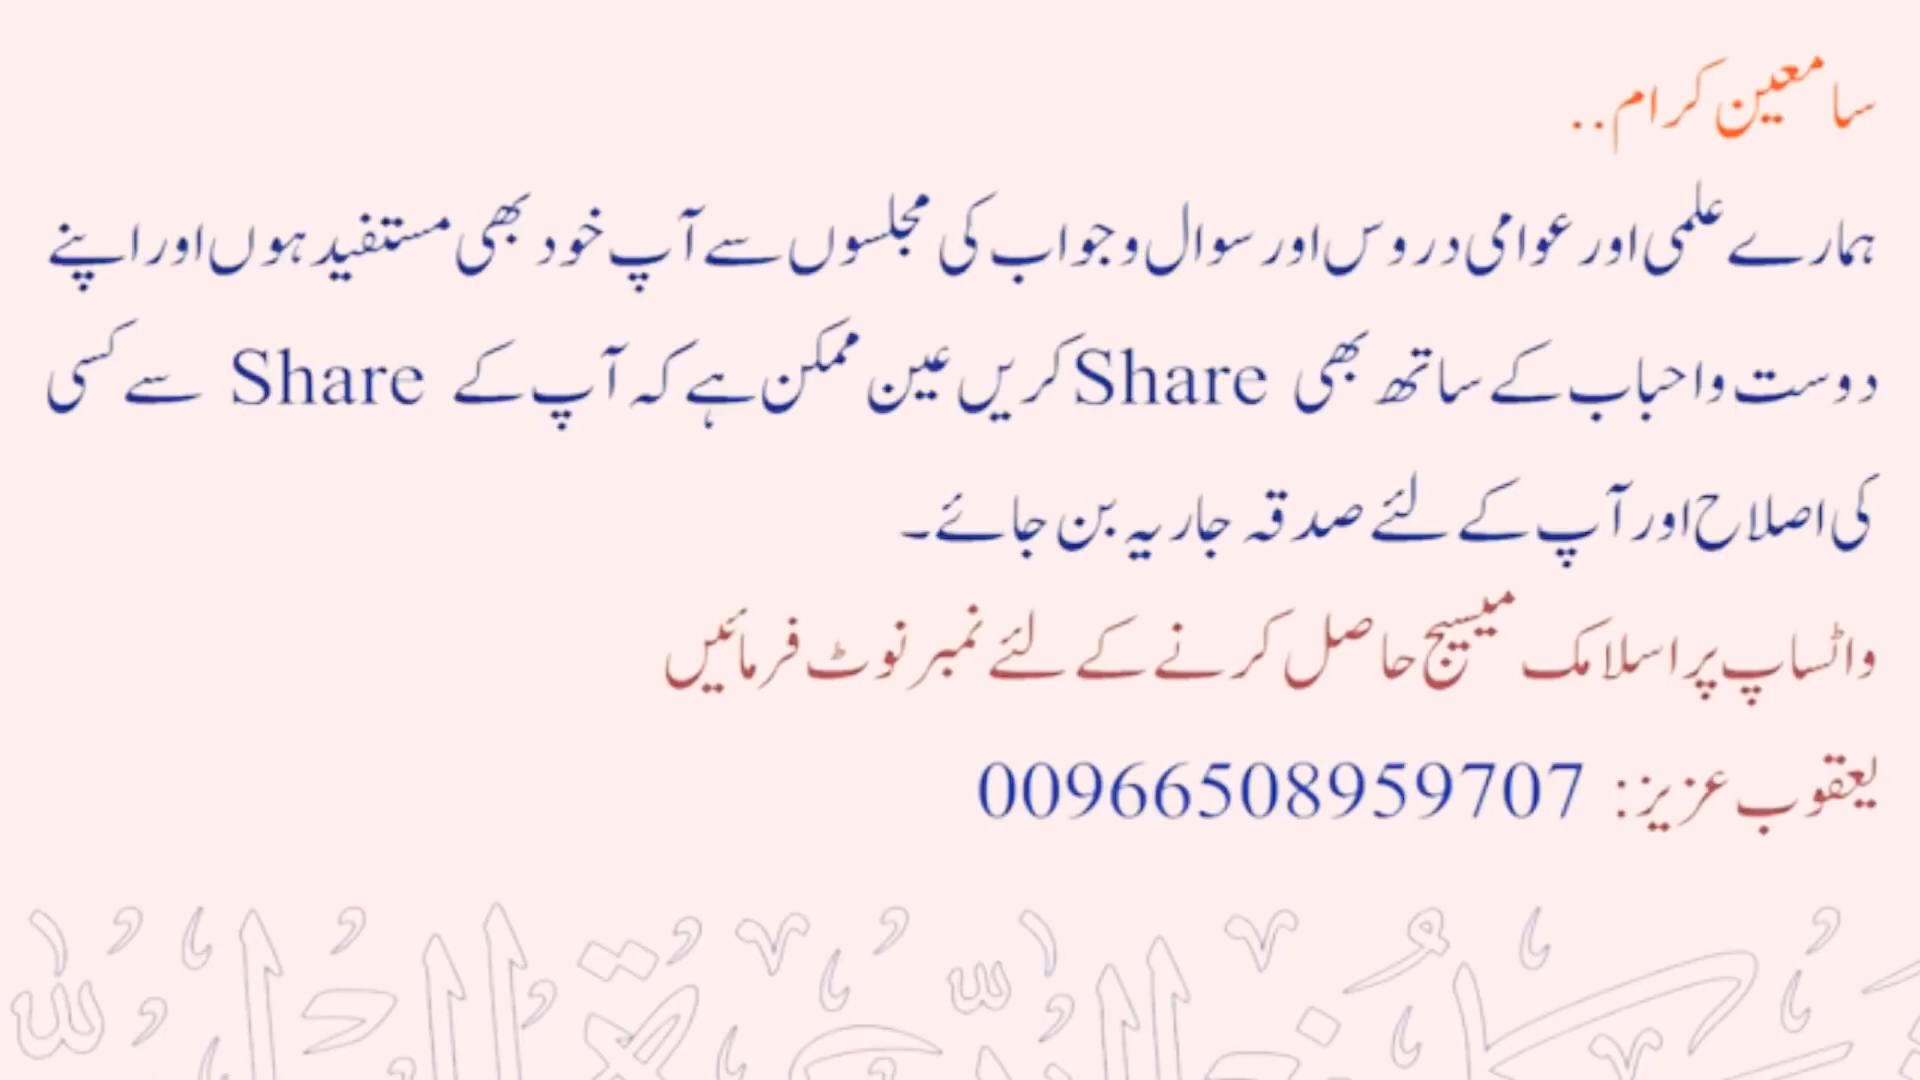 سامعین کرام..
ہمارے علمی اور عوامی دروس اور سوال و جواب کی مجلسوں سے آپ خود بھی مستفید ہوں اور اپنے
دوست و احباب کے ساتھ بھی Share کریں عین ممکن ہے کہ آپ کے Share سے کسی
کی اصلاح اور آپ کے لئے صدقہ جاریہ بن جائے۔
واٹساپ پر اسلامک میسیج حاصل کرنے کے لئے نمبر نوٹ فرمائیں
یعقوب عزیز: 00966508959707